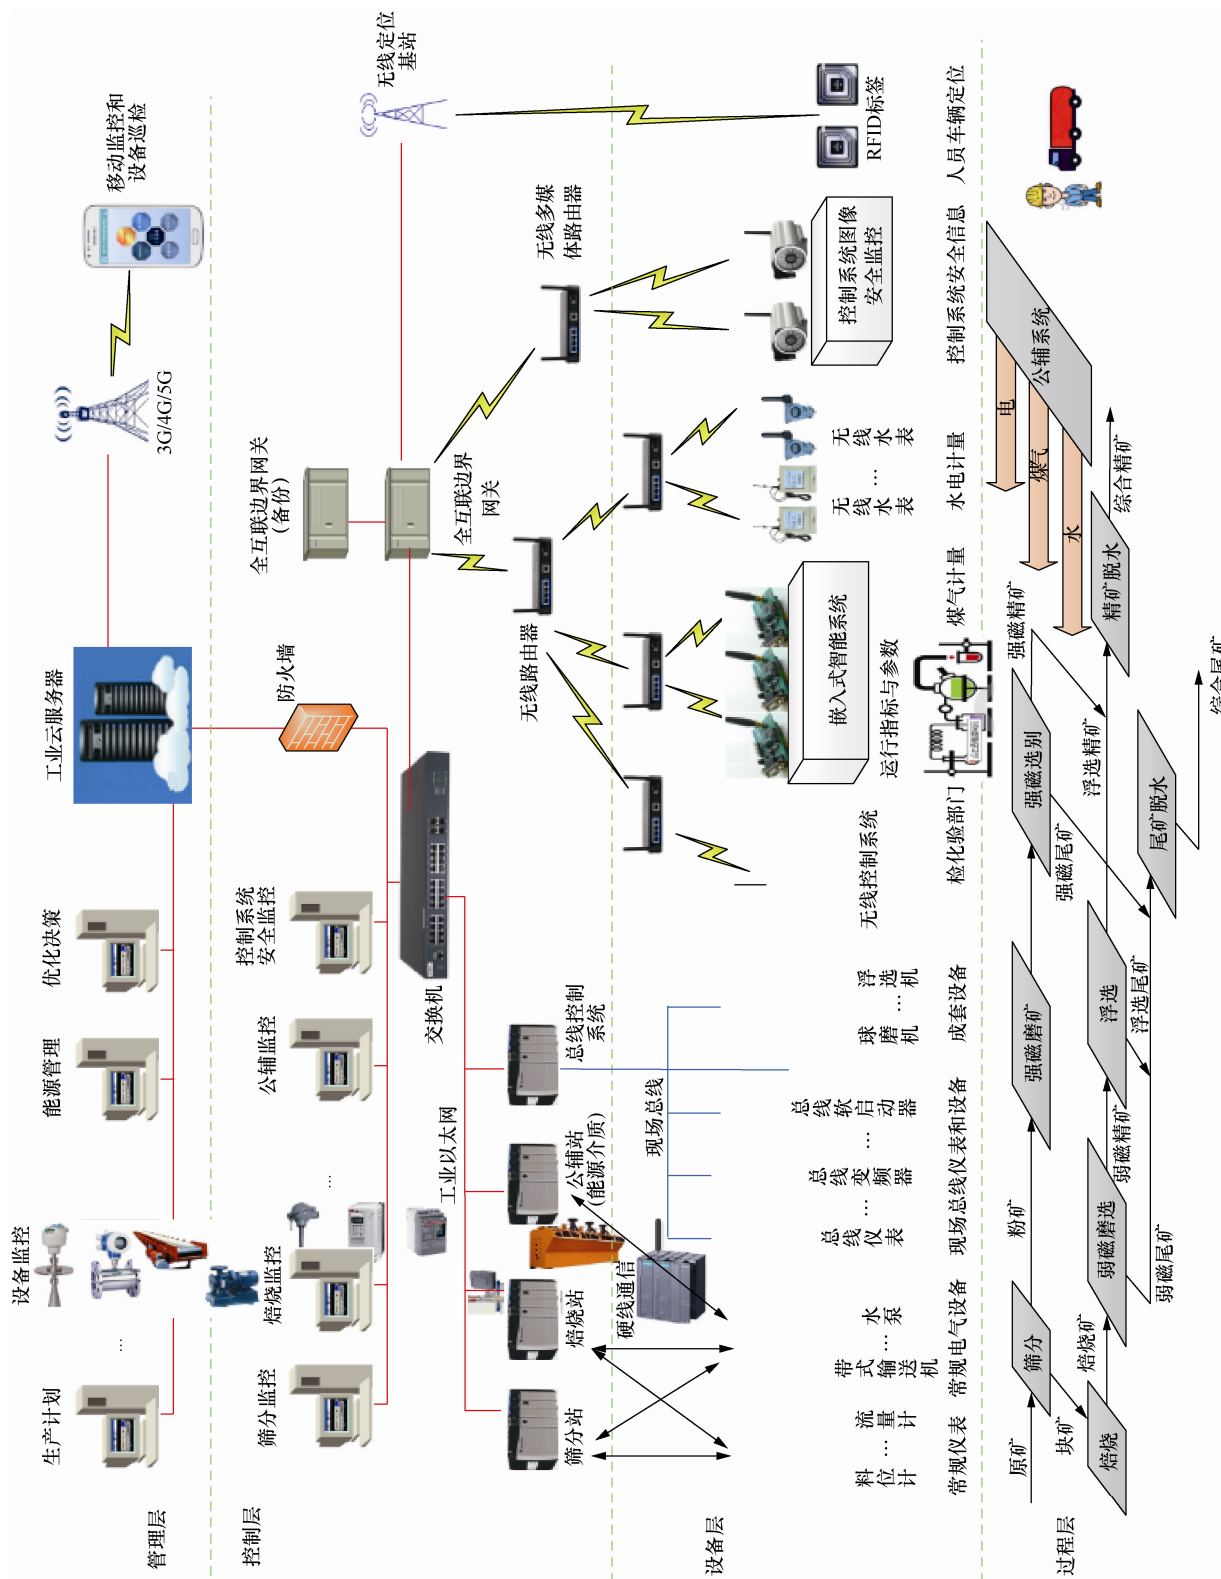 管理层
生产计划
…
设备监控
能源管理
优化决策
工业云服务器
3G/4G/5G
移动监控和
设备巡检
控制层
筛分监控
焙烧监控
…
公辅监控
控制系统
安全监控
防火墙
全互联边界网关
(备份)
全互联边界
网关
无线定位
基站
交换机
工业以太网
筛分站
焙烧站
公辅站
(能源介质)
总线控制
系统
无线路由器
无线多媒
体路由器
设备层
硬线通信
现场总线
料位计
…
流量计
带式输送机
…
水泵
总线仪表
…
总线变频器
…
总线软启动器
球磨机
…
浮选机
无线控制系统
嵌入式智能系统
运行指标与参数
无线水表
…
无线水表
控制系统图像
安全监控
RFID标签
常规仪表
常规电气设备
现场总线仪表和设备
成套设备
检化验部门
煤气计量
水电计量
控制系统安全信息
人员车辆定位
过程层
原矿
筛分
粉矿
强磁磨矿
强磁选别
强磁精矿
块矿
焙烧
焙烧矿
弱磁磨选
弱磁精矿
浮选
浮选精矿
精矿脱水
综合精矿
强磁尾矿
浮选尾矿
弱磁尾矿
尾矿脱水
综合尾矿
公辅系统
电
煤气
水